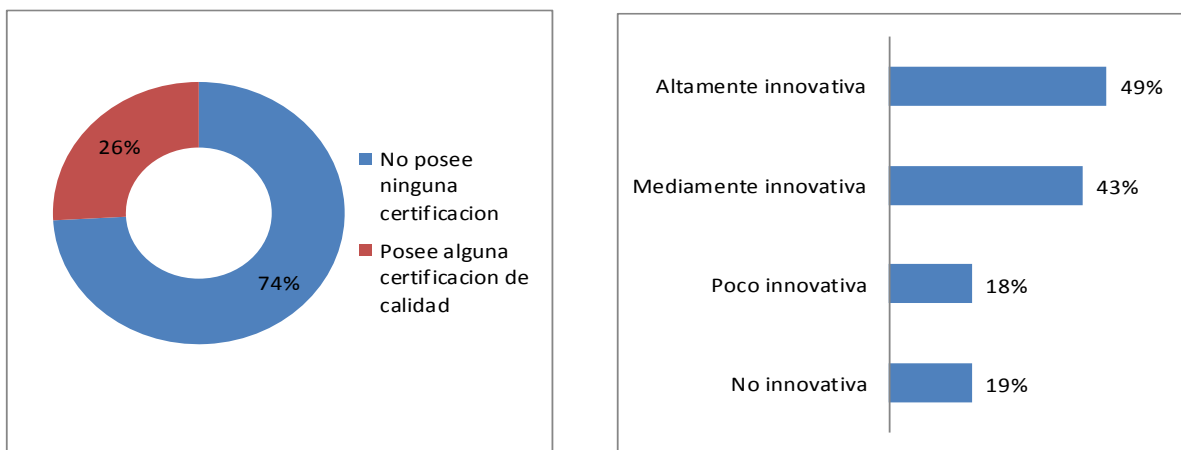 26%
74%
No posee
ninguna
certificacion
Posee alguna
certificacion de
calidad
Altamente innovativa 49%
Mediamente innovativa 43%
Poco innovativa 18%
No innovativa 19%